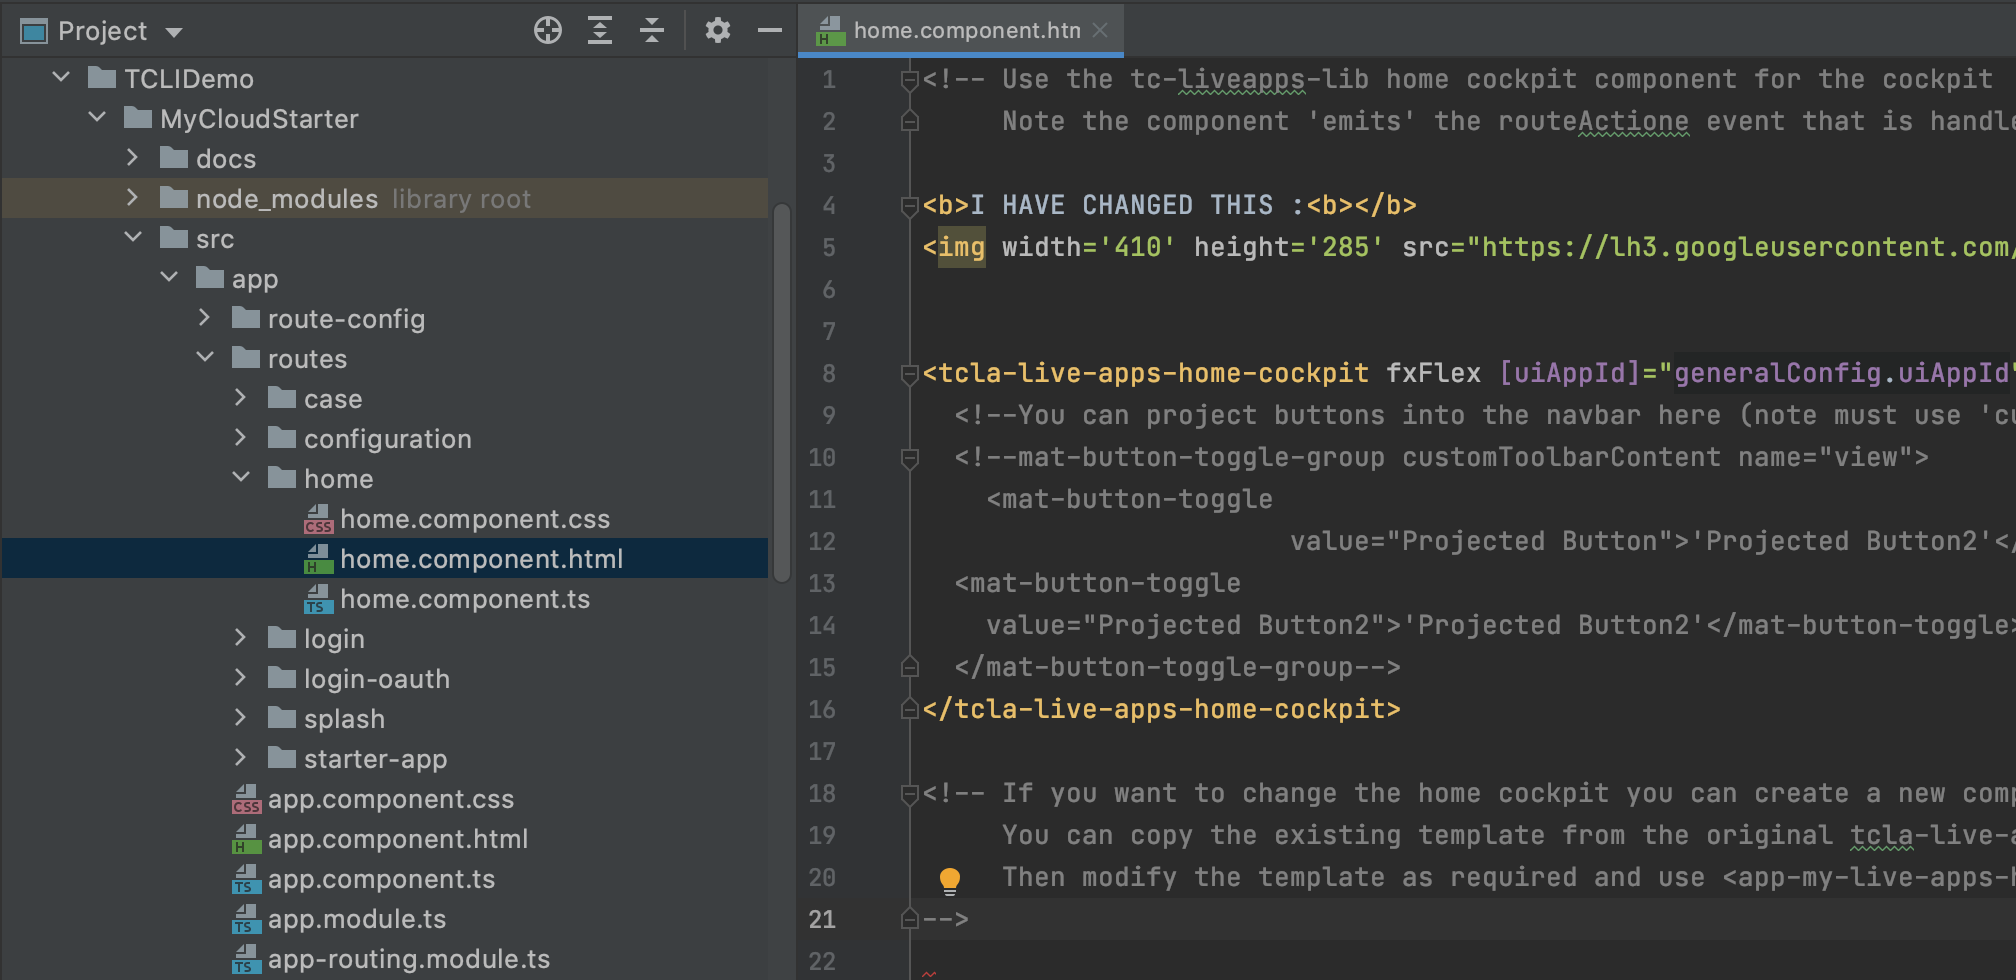 Project
TCLIDemo
MyCloudStarter
docs
node_modules library root
src
app
route-config
routes
case
configuration
home
CSS home.component.css
H home.component.html
TS home.component.ts
login
login-oauth
splash
starter-app
CSS app.component.css
H app.component.html
TS app.component.ts
TS app.module.ts
TS app-routing.module.ts
H home.component.htn
1 <!-- Use the tc-liveapps-lib home cockpit component for the cockpit
2 Note the component 'emits' the routeActione event that is handle
3
4 <b>I HAVE CHANGED THIS :<b></b>
5 <img width='410' height='285' src="https://lh3.googleusercontent.com/
6
7
8 <tcla-live-apps-home-cockpit fxFlex [uiAppId]="generalConfig.uiAppId"
9 <!--You can project buttons into the navbar here (note must use 'cu
10 <!--mat-button-toggle-group customToolbarContent name="view">
11 <mat-button-toggle
12 value="Projected Button">'Projected Button2'</
13 <mat-button-toggle
14 value="Projected Button2">'Projected Button2'</mat-button-toggle>
15 </mat-button-toggle-group-->
16 </tcla-live-apps-home-cockpit>
17
18 <!-- If you want to change the home cockpit you can create a new comp
19 You can copy the existing template from the original tcla-live-a
20 Then modify the template as required and use <app-my-live-apps-h
21 -->
22